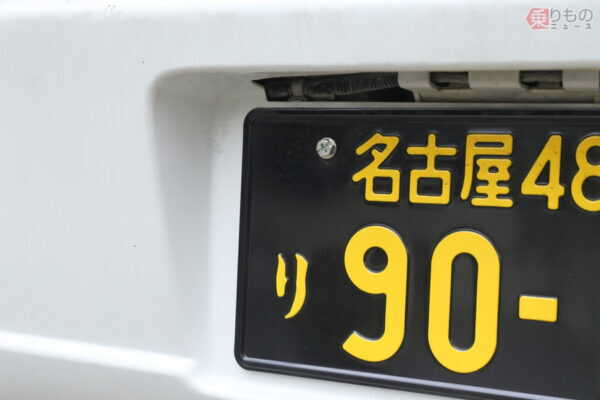 乗りもの
ニュース
名古屋48
り 90-